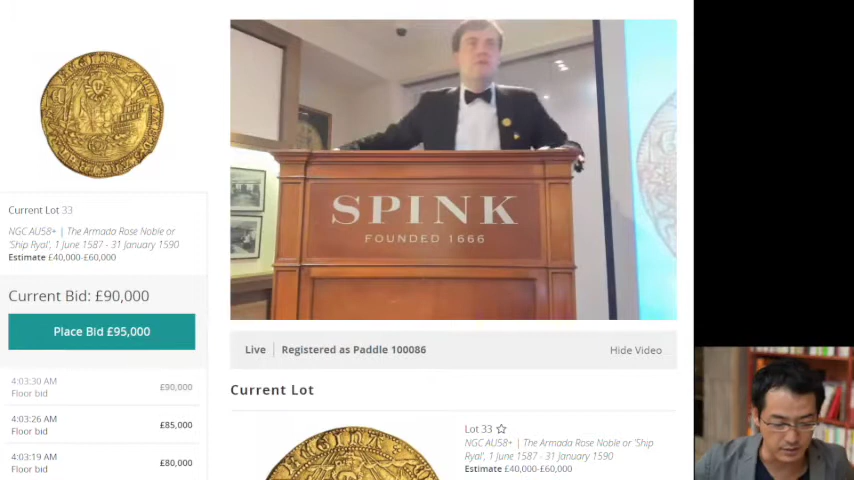 Current Lot 33
NGC AU58+ | The Armada Rose Noble or
'Ship Ryal', 1 June 1587 - 31 January 1590
Estimate £40,000-£60,000
Current Bid: £90,000
Place Bid £95,000
4:03:30 AM
Floor bid
£90,000
4:03:26 AM
Floor bid
£85,000
4:03:19 AM
Floor bid
£80,000
SPINK
FOUNDED 1666
Live
Registered as Paddle 100086
Hide Video
Current Lot
Lot 33
NGC AU58+ | The Armada Rose Noble or 'Ship
Ryal', 1 June 1587 - 31 January 1590
Estimate £40,000-£60,000